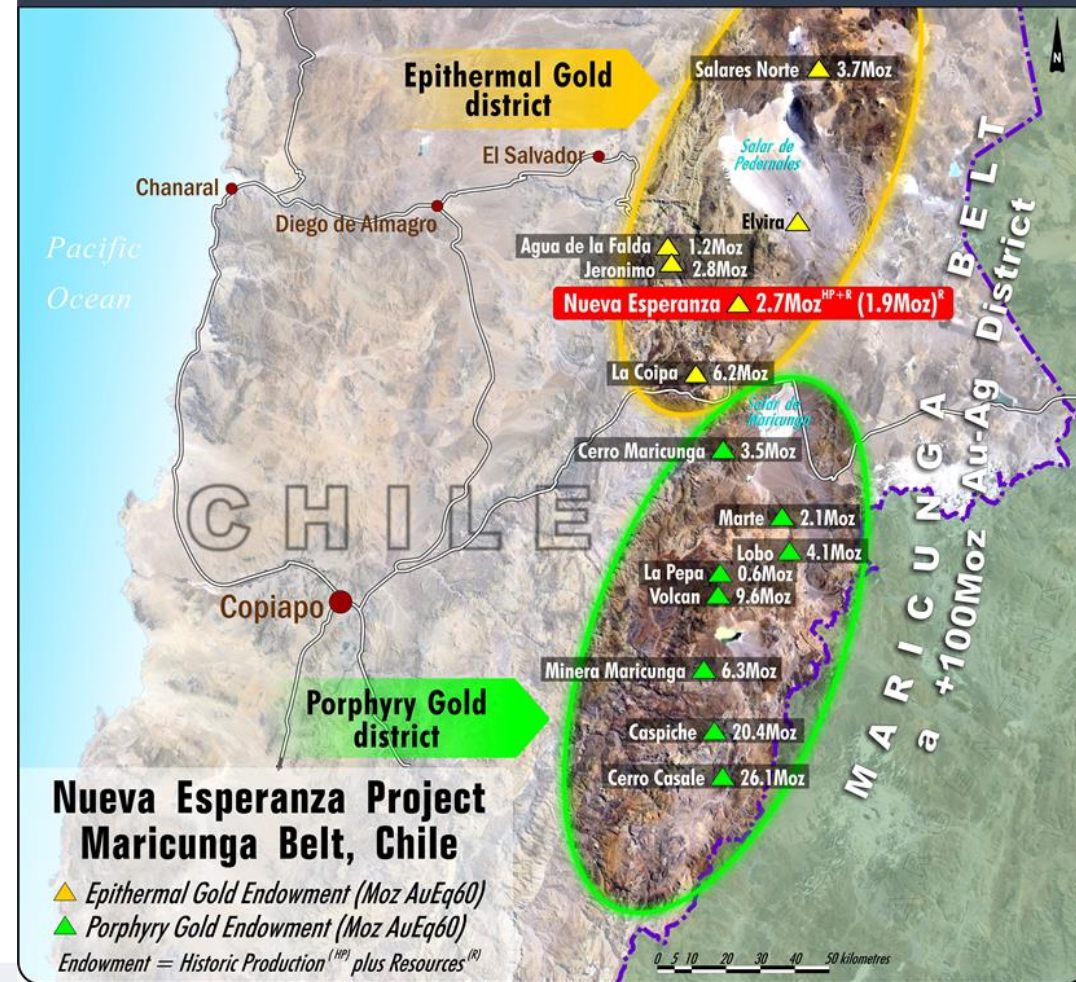 Epithermal Gold
district
Salares Norte 3.7Moz
N
Salar de
Pedernales
El Salvador
Chanaral
Diego de Almagro
Pacific
Ocean
Elvira
Agua de la Falda 1.2Moz
Jeronimo 2.8Moz
Nueva Esperanza 2.7Moz HP+R (1.9Moz) R
La Coipa 6.2Moz
Salar de
Maricunga
Cerro Maricunga 3.5Moz
CHILE
Marte 2.1Moz
Lobo 4.1Moz
La Pepa 0.6Moz
Volcan 9.6Moz
Copiapo
Minera Maricunga 6.3Moz
Porphyry Gold
district
Caspiche 20.4Moz
Cerro Casale 26.1Moz
MARICUNGA BELT
a +100Moz Au-Ag District
Nueva Esperanza Project
Maricunga Belt, Chile
Epithermal Gold Endowment (Moz AuEq60)
Porphyry Gold Endowment (Moz AuEq60)
Endowment = Historic Production (HP) plus Resources (R)
0 5 10 20 30 40 50 kilometres